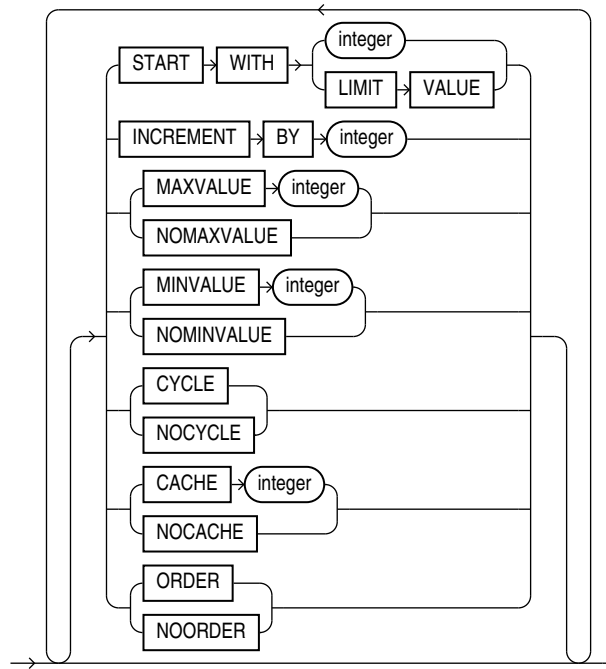 START WITH integer
LIMIT VALUE
INCREMENT BY integer
MAXVALUE integer
NOMAXVALUE
MINVALUE integer
NOMINVALUE
CYCLE
NOCYCLE
CACHE integer
NOCACHE
ORDER
NOORDER